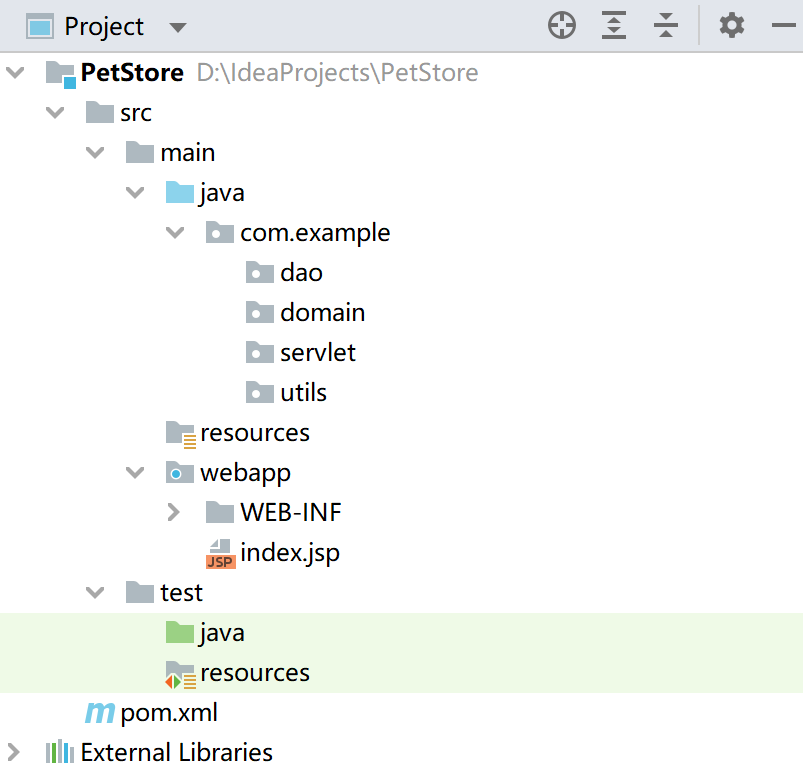 Project
PetStore D:\IdeaProjects\PetStore
src
main
java
com.example
dao
domain
servlet
utils
resources
webapp
WEB-INF
JSP index.jsp
test
java
resources
m pom.xml
External Libraries